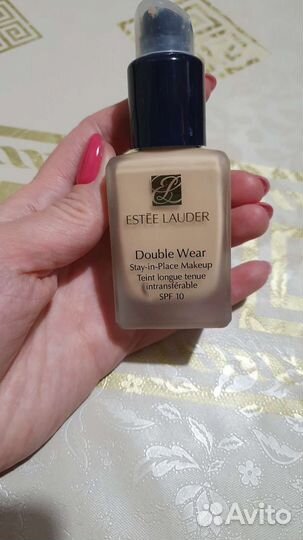 ESTĒE LAUDER
Double Wear
Stay-in-Place Makeup
Teint longue tenue
intransférable
SPF 10
Avito